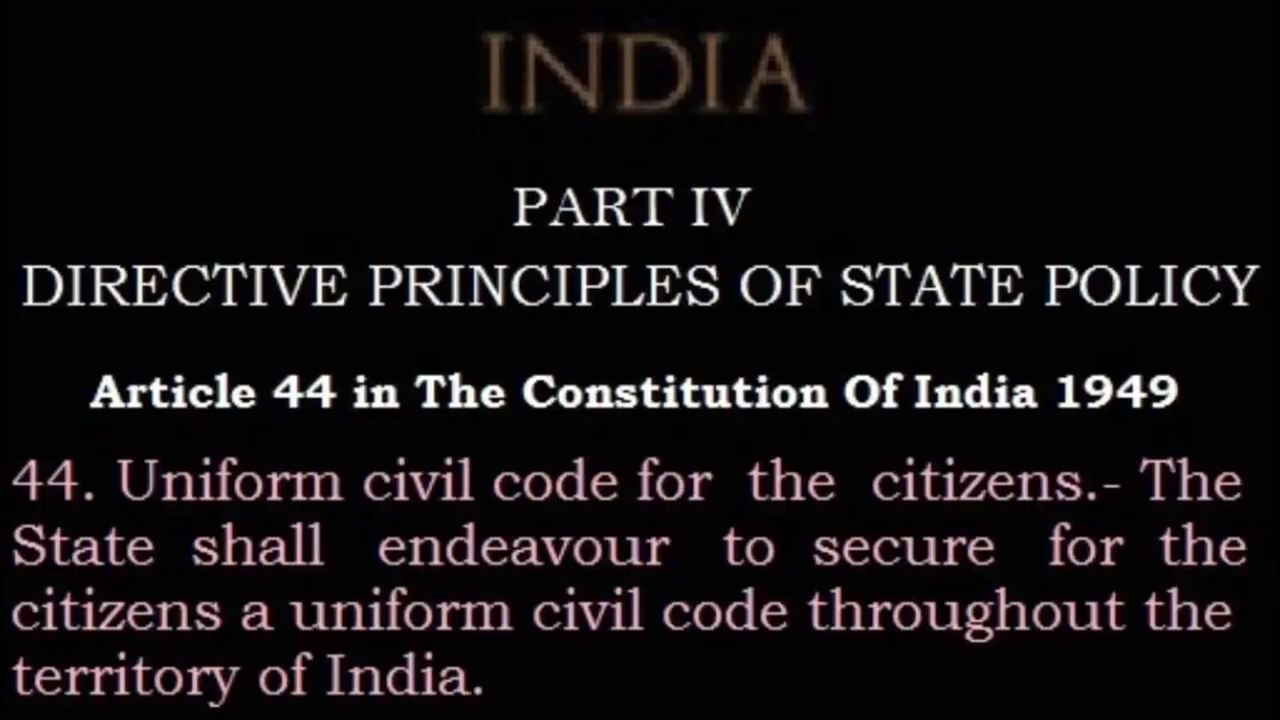 INDIA
PART IV
DIRECTIVE PRINCIPLES OF STATE POLICY
Article 44 in The Constitution Of India 1949
44. Uniform civil code for the citizens.- The
State shall endeavour to secure for the
citizens a uniform civil code throughout the
territory of India.